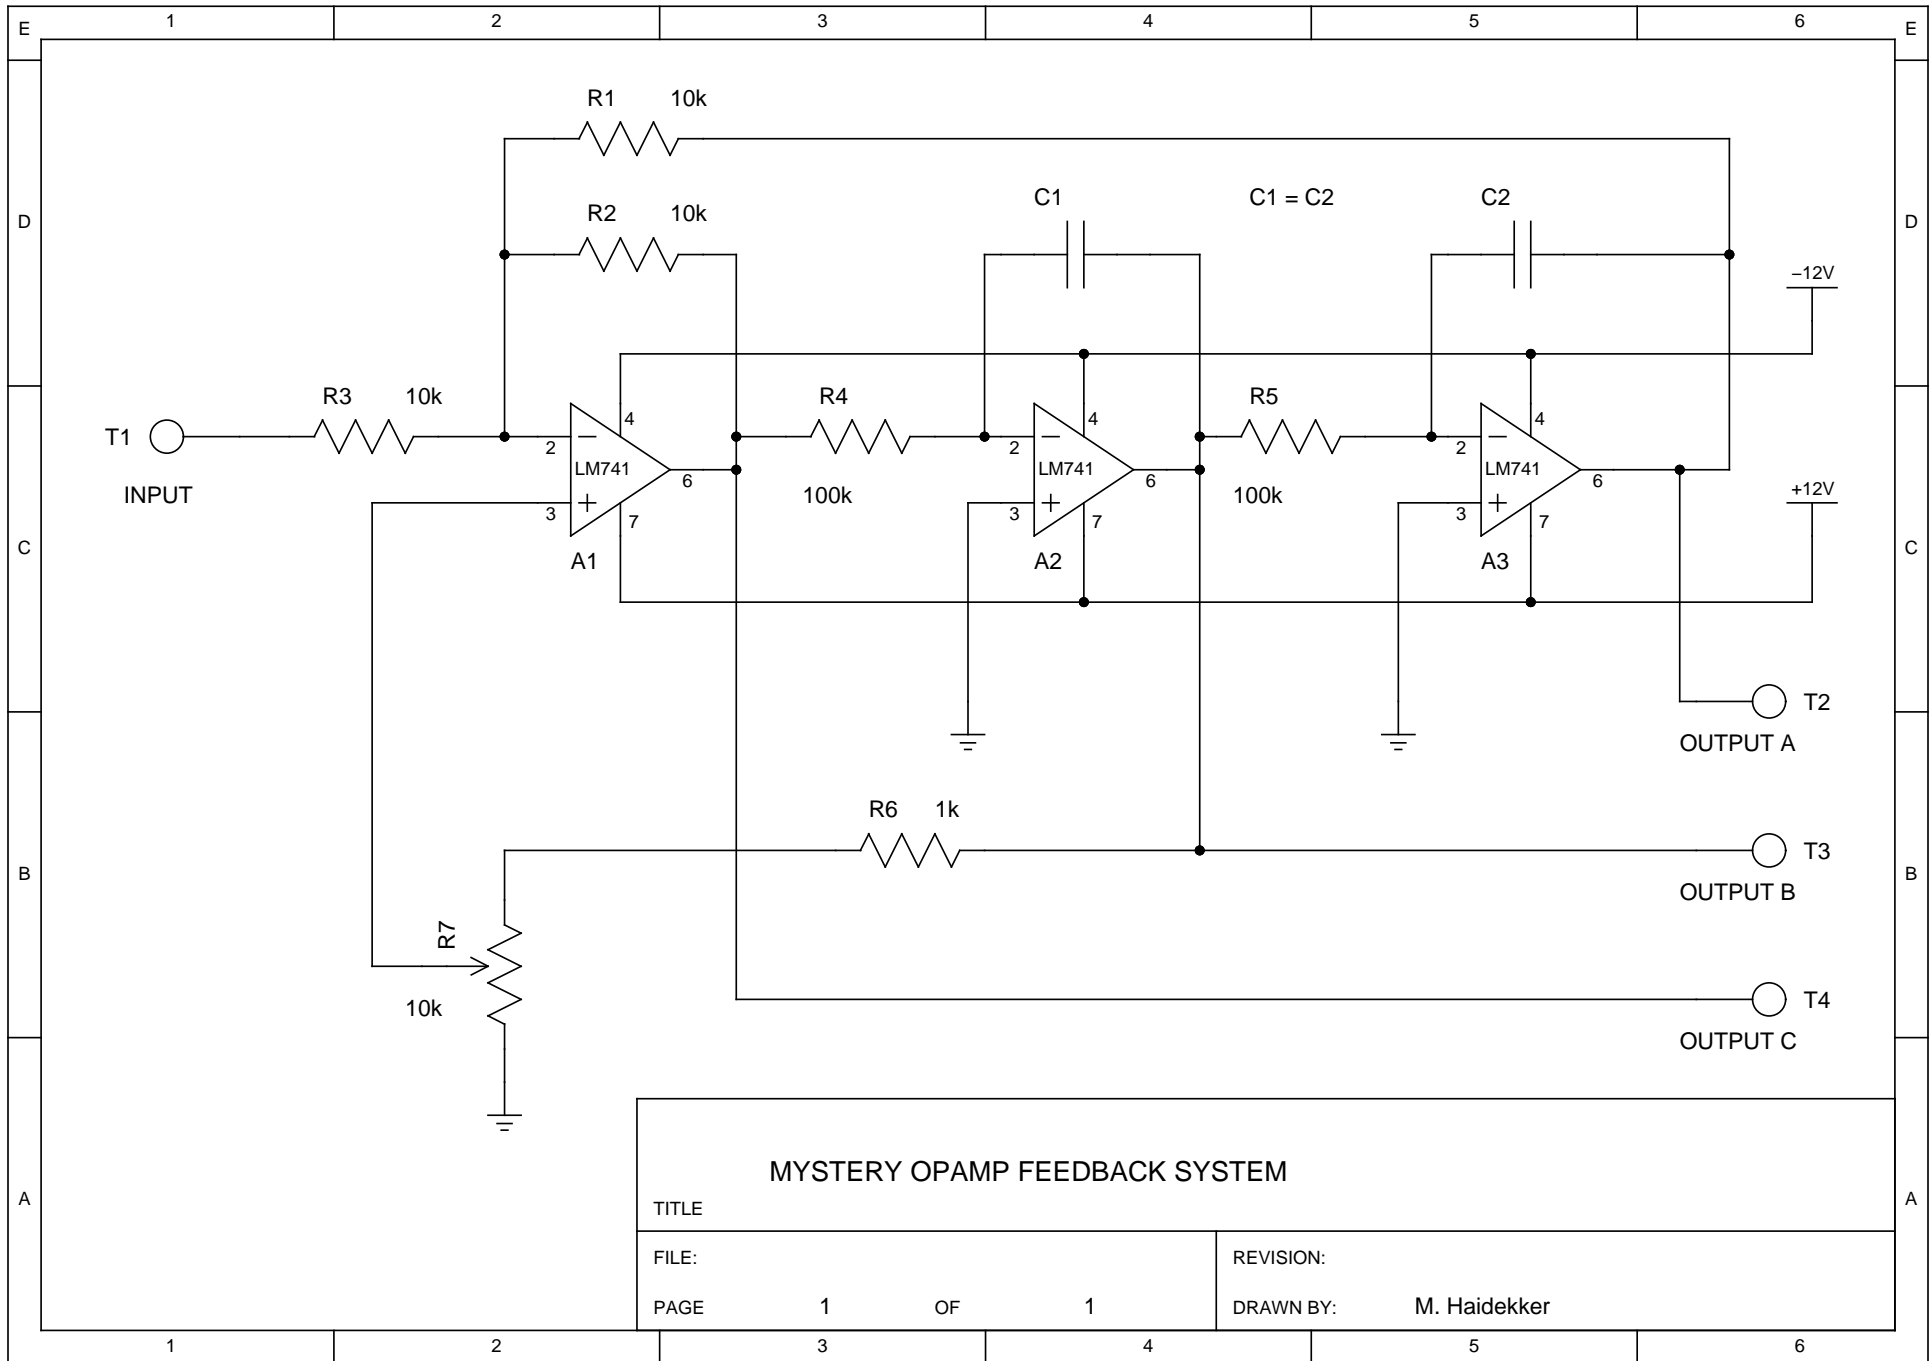 1 2 3 4 5 6
E E
R1 10k
R2 10k
C1
C1 = C2
C2
D D
−12V
R3 10k
R4
R5
T1
INPUT
2 − 4
LM741
6
3 + 7
A1
100k
2 − 4
LM741
6
3 + 7
A2
100k
2 − 4
LM741
6
3 + 7
A3
+12V
C C
T2
OUTPUT A
R6 1k
T3
OUTPUT B
B B
R7
10k
T4
OUTPUT C
MYSTERY OPAMP FEEDBACK SYSTEM
TITLE
A A
FILE:
REVISION:
PAGE 1 OF 1
DRAWN BY: M. Haidekker
1 2 3 4 5 6